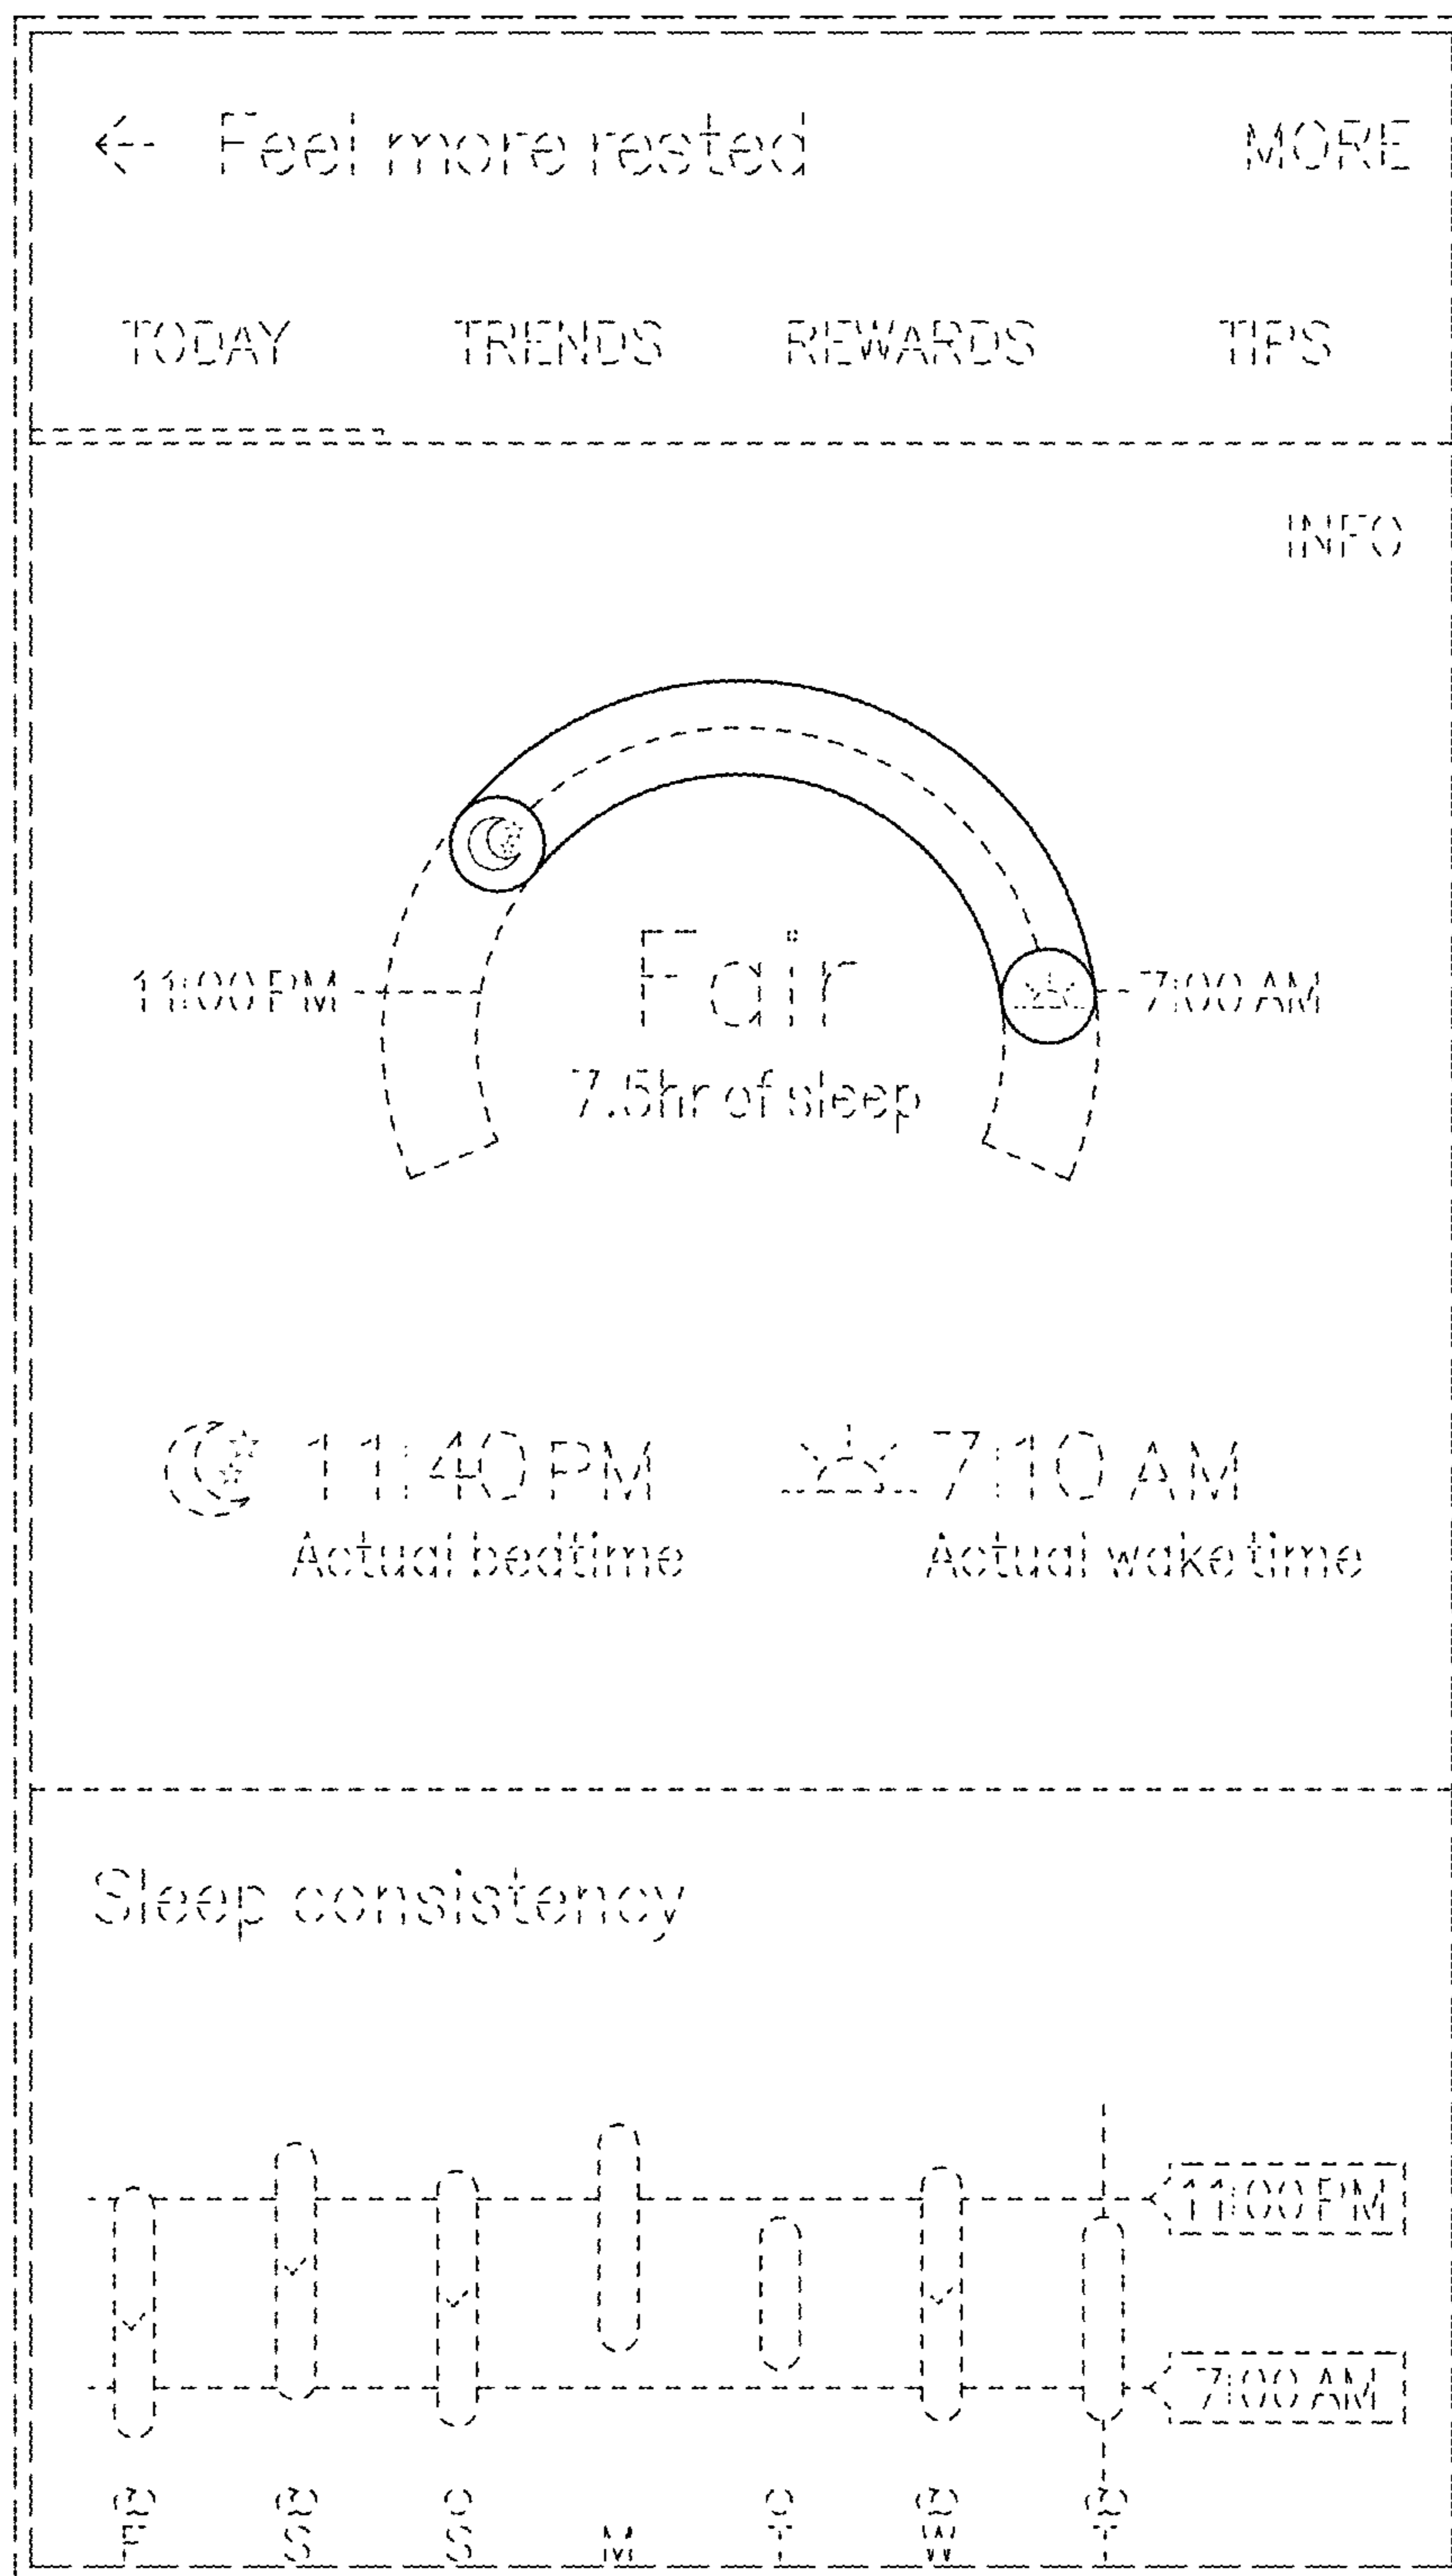 Feel more rested MORE
TODAY TRENDS REWARDS TIPS
INFO
11:00 PM Fair 7:00 AM
7.5hr of sleep
11:40 PM 7:10 AM
Actual bedtime Actual wake time
Sleep consistency
11:00 PM
7:00 AM
F S S M T W T